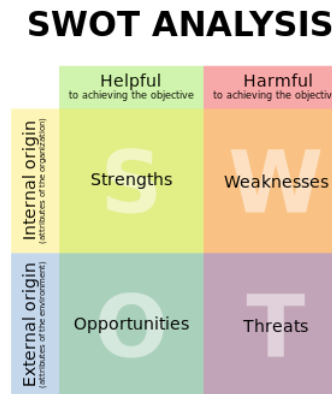 SWOT ANALYSIS
Helpful
to achieving the objective
Harmful
to achieving the objectiv
Internal origin
(attributes of the organization)
S
Strengths
W
Weaknesses
External origin
(attributes of the environment)
O
Opportunities
T
Threats